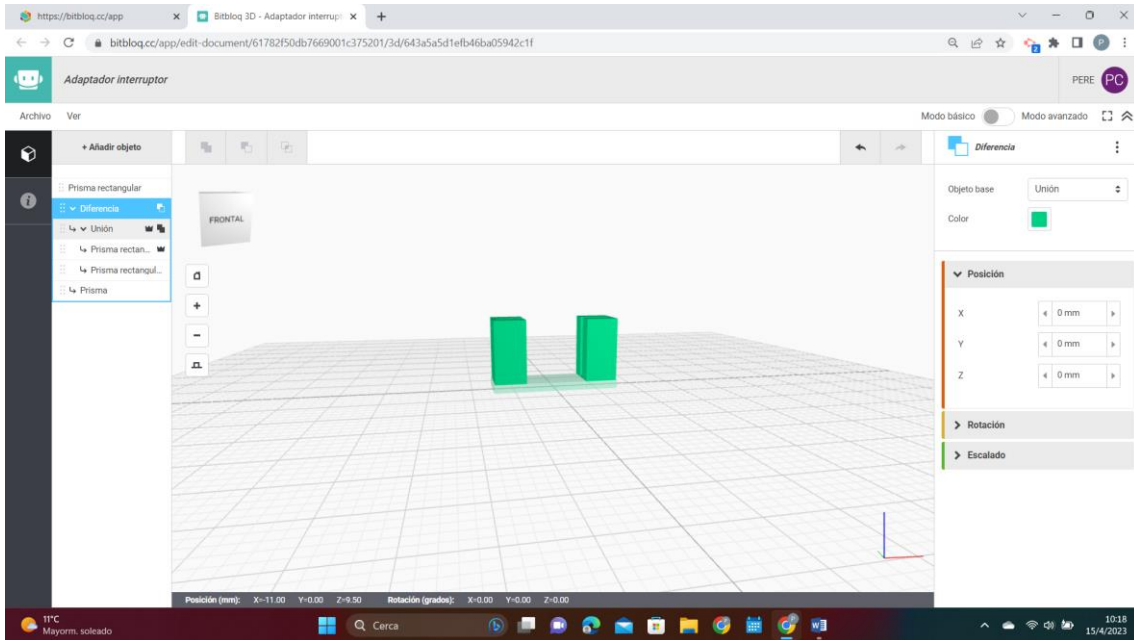 https://bitbloq.cc/app
Bitbloq 3D - Adaptador interrup
bitbloq.cc/app/edit-document/61782f50db7669001c375201/3d/643a5a5d1efb46ba05942c1f
P
Adaptador interruptor
PERE PC
Archivo Ver
Modo básico Modo avanzado
+ Añadir objeto
Diferencia
Prisma rectangular
Diferencia
Unión
Prisma rectan...
Prisma rectangul...
Prisma
FRONTAL
Objeto base Unión
Color
Posición
X 0 mm
Y 0 mm
Z 0 mm
Rotación
Escalado
Posición (mm): X=-11.00 Y=0.00 Z=9.50 Rotación (grados): X=0.00 Y=0.00 Z=0.00
11°C
Mayorm. soleado
Cerca
10:18
15/4/2023